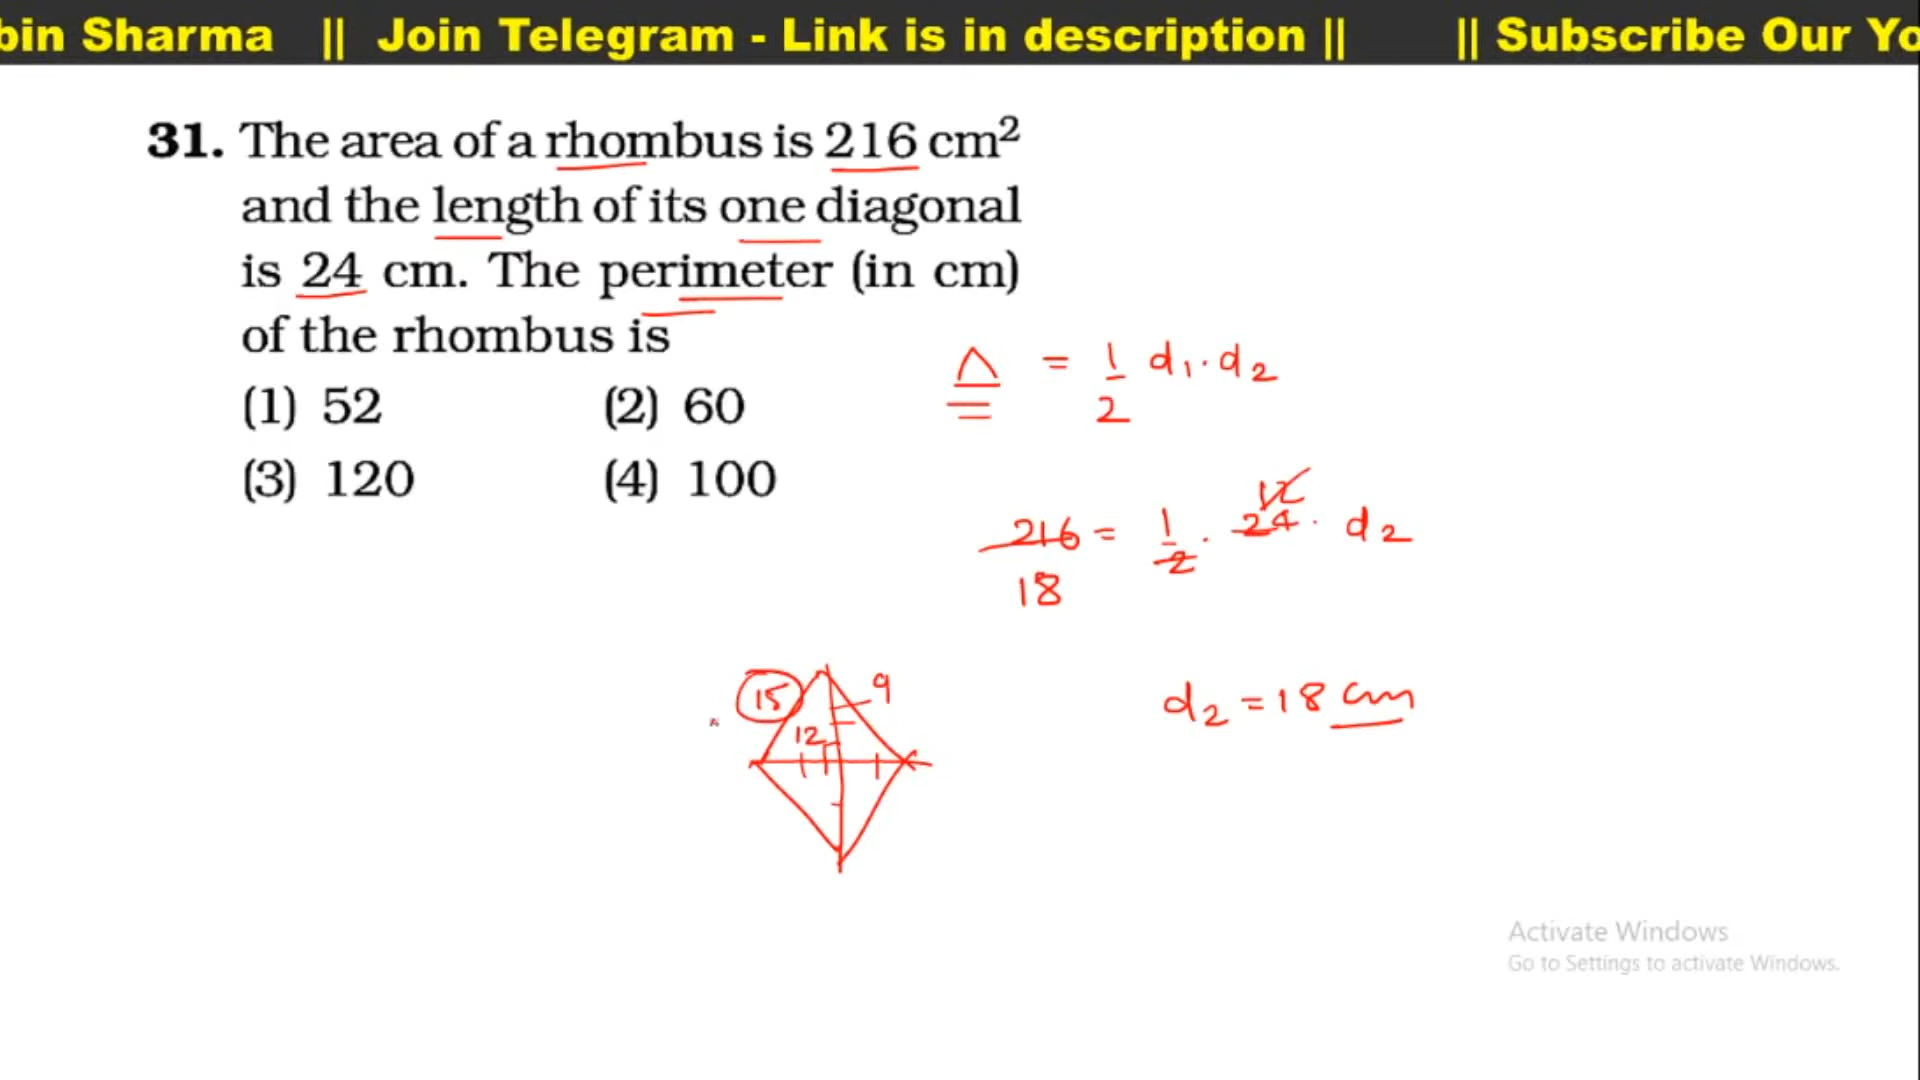 bin Sharma || Join Telegram - Link is in description || || Subscribe Our Yo
31. The area of a rhombus is 216 cm²
and the length of its one diagonal
is 24 cm. The perimeter (in cm)
of the rhombus is
(1) 52 (2) 60
(3) 120 (4) 100
△ = 1/2 d₁·d₂
12
216 = 1/2 · 24 · d₂
18
15
9
12
d₂ = 18 cm
Activate Windows
Go to Settings to activate Windows.